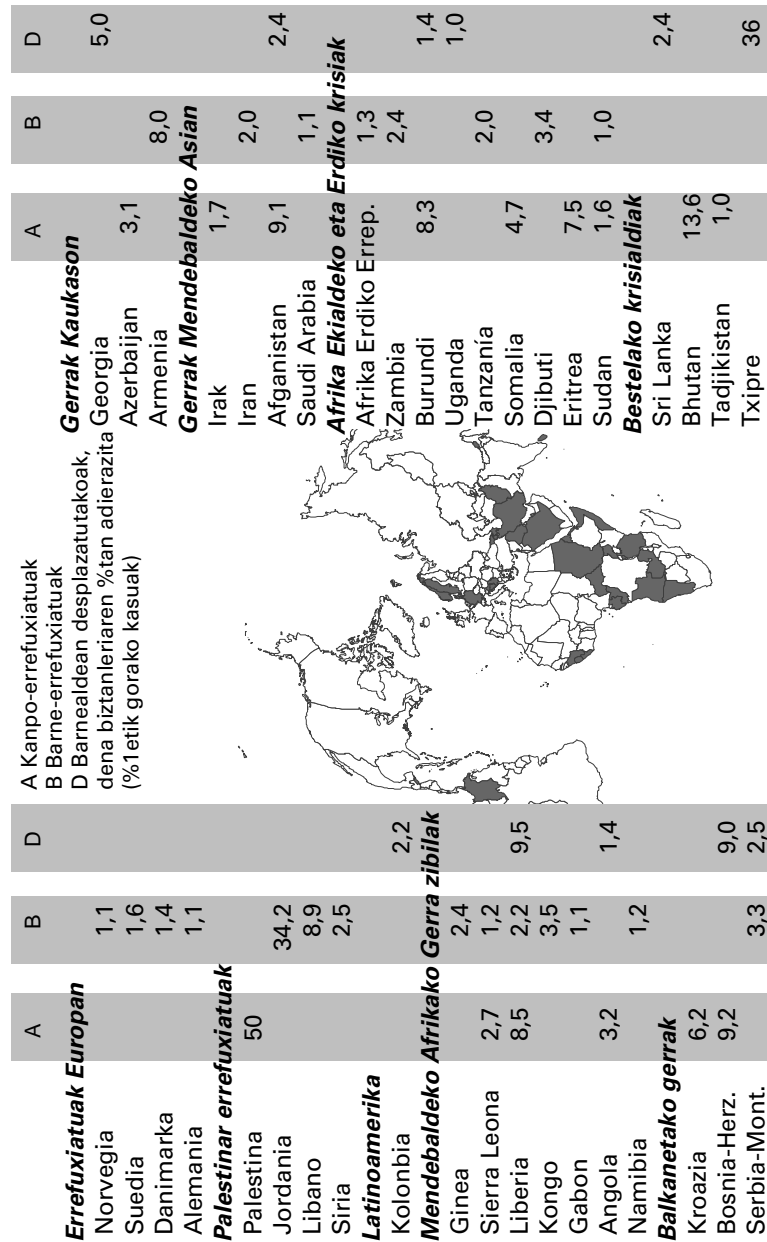 A B D
Errefuxiatuak Europan
Norvegia 1,1
Suedia 1,6
Danimarka 1,4
Alemania 1,1
Palestinar errefuxiatuak
Palestina 50
Jordania 34,2
Libano 8,9
Siria 2,5
Latinoamerika
Kolonbia 2,2
Mendebaldeko Afrikako Gerra zibilak
Ginea 2,4
Sierra Leona 2,7 1,2
Liberia 8,5 2,2 9,5
Kongo 3,5
Gabon 1,1
Angola 3,2 1,4
Namibia 1,2
Balkanetako gerrak
Kroazia 6,2
Bosnia-Herz. 9,2 9,0
Serbia-Mont. 3,3 2,5
A Kanpo-errefuxiatuak
B Barne-errefuxiatuak
D Barnealdean desplazatutakoak,
dena biztanleriaren %tan adierazita
(%1etik gorako kasuak)
A B D
Gerrak Kaukason
Georgia 5,0
Azerbaijan 3,1
Armenia 8,0
Gerrak Mendebaldeko Asian
Irak 1,7
Iran 2,0
Afganistan 9,1 2,4
Saudi Arabia 1,1
Afrika Ekialdeko eta Erdiko krisiak
Afrika Erdiko Errep. 1,3
Zambia 2,4
Burundi 8,3 1,4
Uganda 1,0
Tanzanía 2,0
Somalia 4,7
Djibuti 3,4
Eritrea 7,5
Sudan 1,6 1,0
Bestelako krisialdiak
Sri Lanka 2,4
Bhutan 13,6
Tadjikistan 1,0
Txipre 36